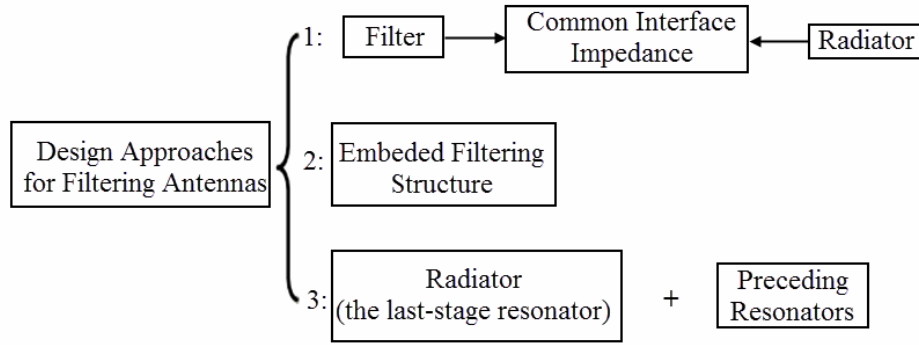 Design Approaches
for Filtering Antennas
1:
Filter
Common Interface
Impedance
Radiator
2:
Embeded Filtering
Structure
3:
Radiator
(the last-stage resonator)
+
Preceding
Resonators